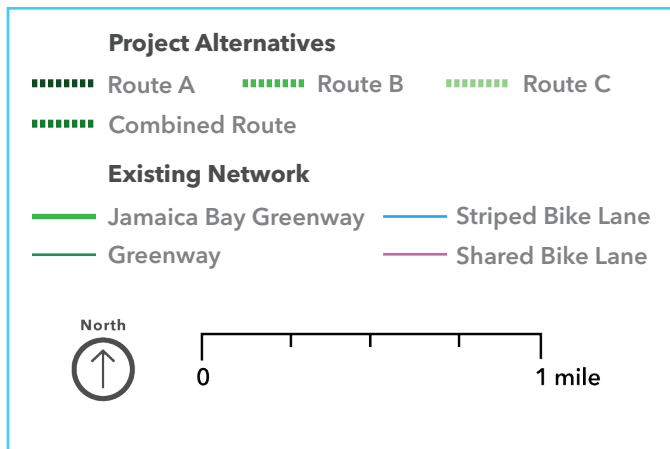 Project Alternatives
Route A Route B Route C
Combined Route
Existing Network
Jamaica Bay Greenway Striped Bike Lane
Greenway Shared Bike Lane
North
0 1 mile